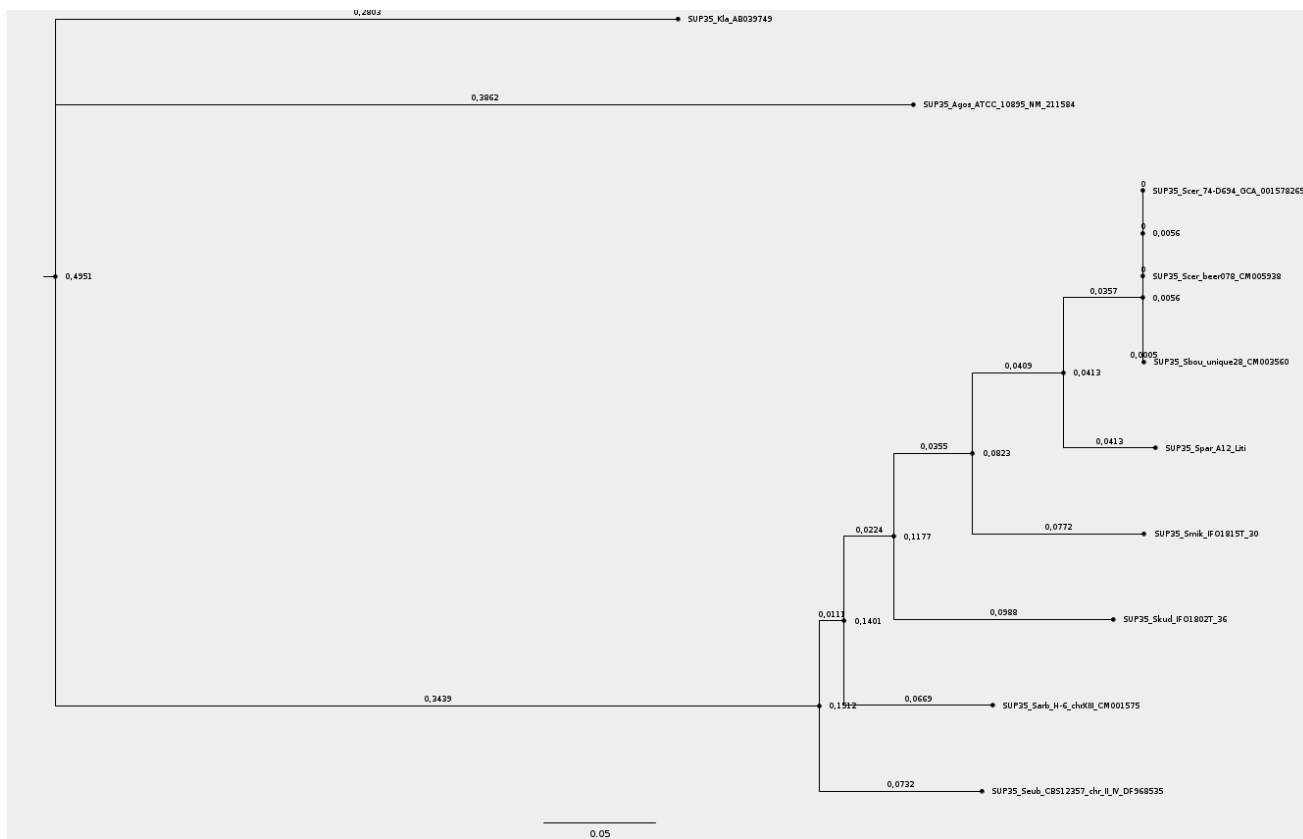 0,2803
SUP35_Kla_AB039749
0,3862
SUP35_Agos_ATCC_10895_NM_211584
0
SUP35_Scer_74-D694_GCA_001578265
0
0,0056
0,4951
0
SUP35_Scer_beer078_CM005938
0,0357
0,0056
0,0005
SUP35_Sbou_unique28_CM003560
0,0409
0,0413
0,0413
SUP35_Spar_A12_Liti
0,0355
0,0823
0,0224
0,1177
0,0772
SUP35_Smik_IFO1815T_30
0,0111
0,1401
0,0988
SUP35_Skud_IFO1802T_36
0,3439
0,1512
0,0669
SUP35_Sarb_H-6_chrXIII_CM001575
0,0732
SUP35_Seub_CBS12357_chr_II_IV_DF968535
0.05